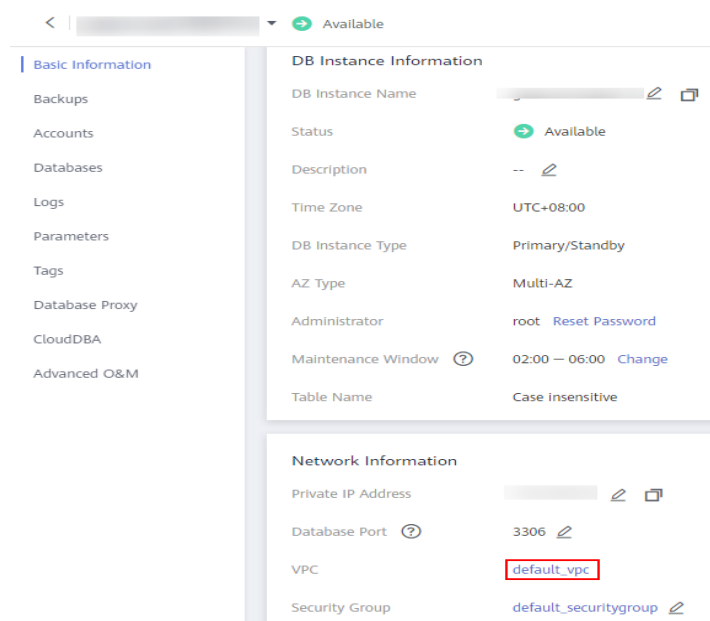 Available
Basic Information
Backups
Accounts
Databases
Logs
Parameters
Tags
Database Proxy
CloudDBA
Advanced O&M
DB Instance Information
DB Instance Name
Status Available
Description --
Time Zone UTC+08:00
DB Instance Type Primary/Standby
AZ Type Multi-AZ
Administrator root Reset Password
Maintenance Window ? 02:00 — 06:00 Change
Table Name Case insensitive
Network Information
Private IP Address
Database Port ? 3306
VPC default_vpc
Security Group default_securitygroup